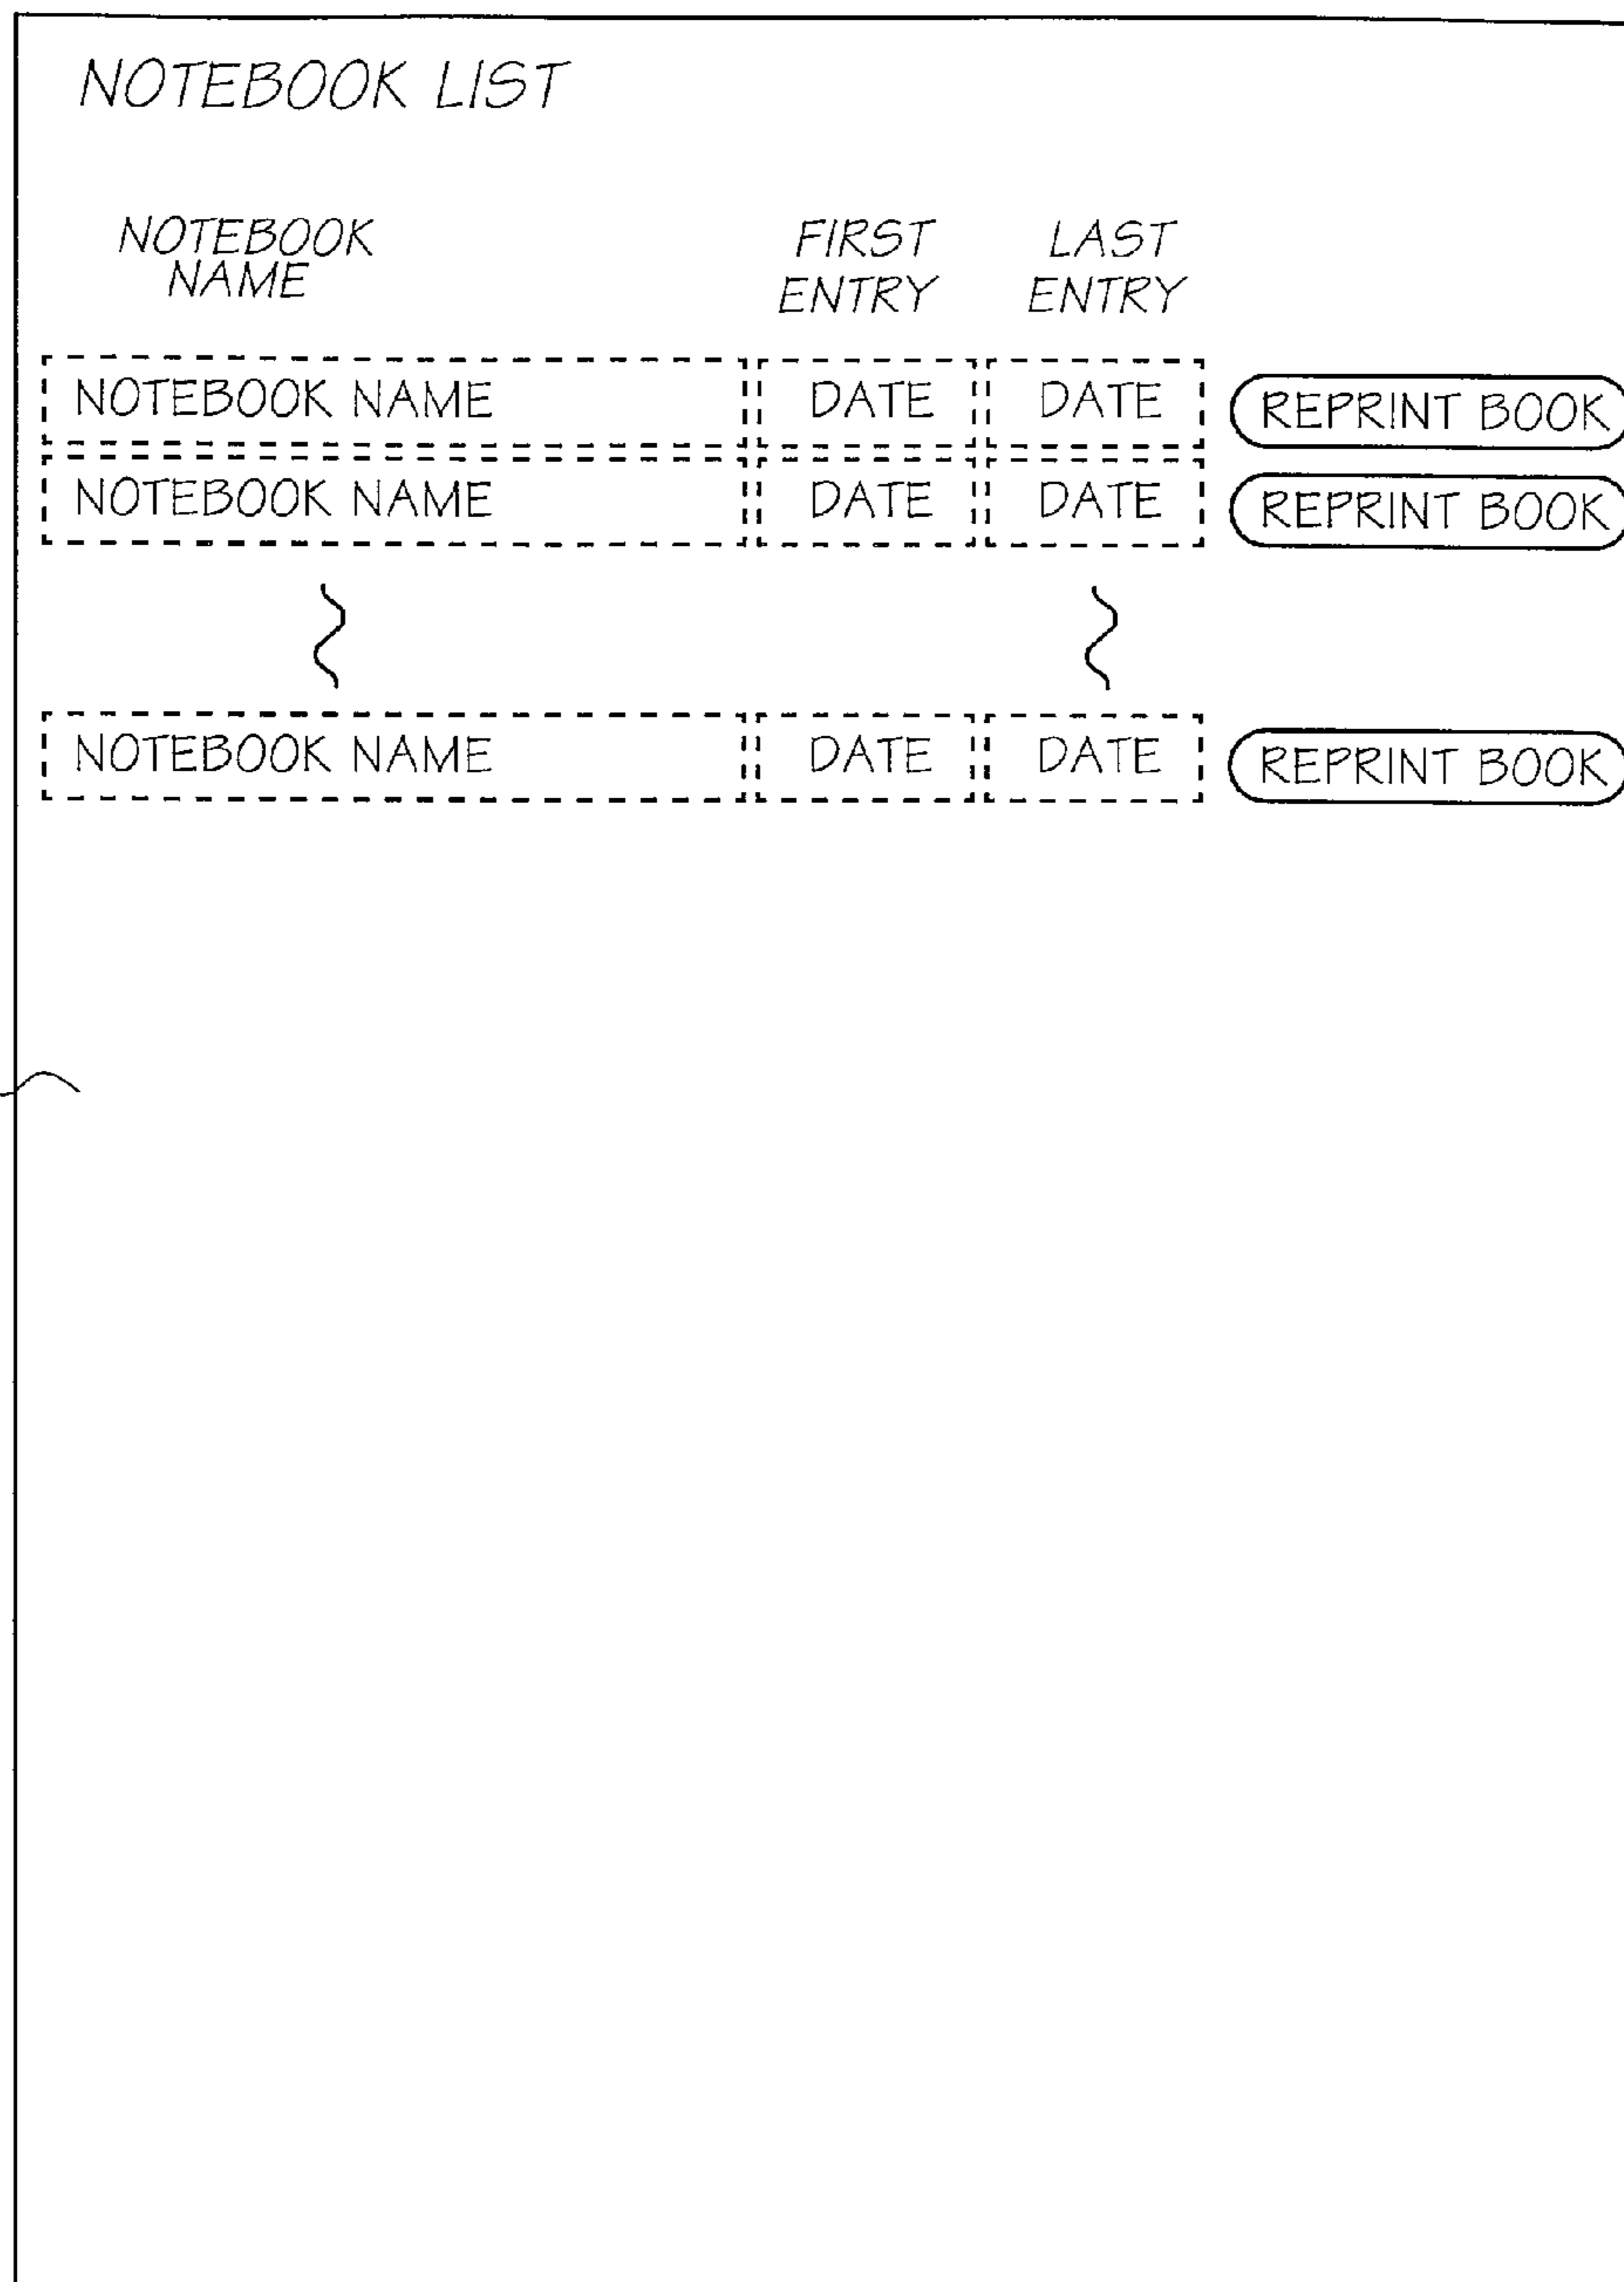 NOTEBOOK LIST
NOTEBOOK NAME
FIRST ENTRY
LAST ENTRY
NOTEBOOK NAME DATE DATE REPRINT BOOK
NOTEBOOK NAME DATE DATE REPRINT BOOK
NOTEBOOK NAME DATE DATE REPRINT BOOK